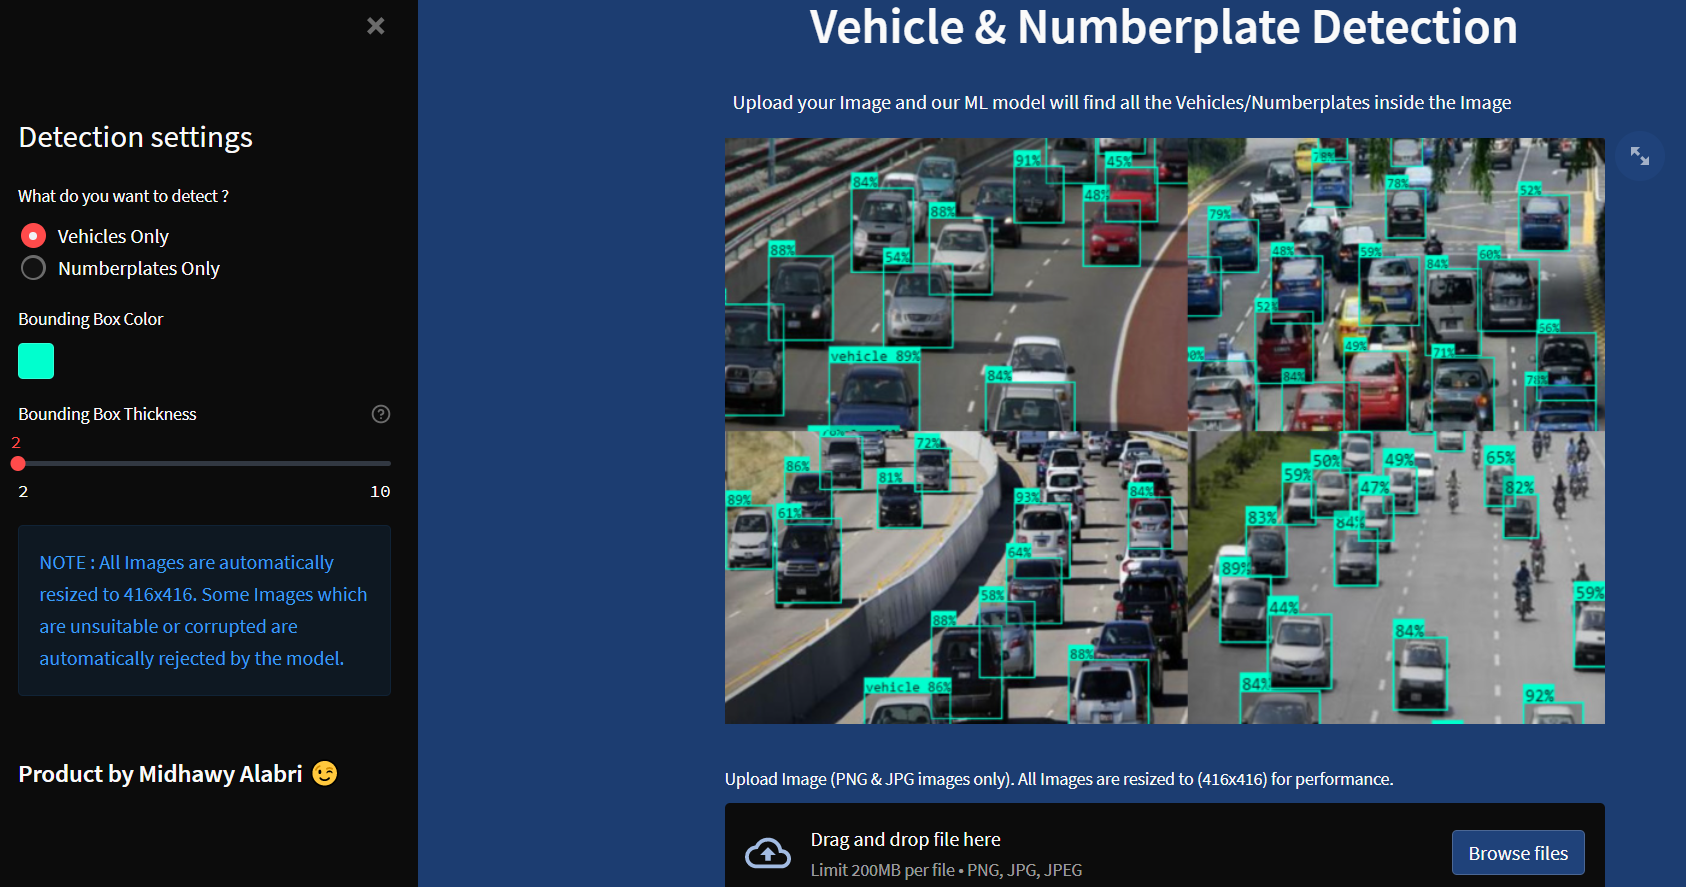 ×
Detection settings
What do you want to detect ?
Vehicles Only
Numberplates Only
Bounding Box Color
Bounding Box Thickness
?
2
2
10
NOTE : All Images are automatically
resized to 416x416. Some Images which
are unsuitable or corrupted are
automatically rejected by the model.
Product by Midhawy Alabri 😉
Vehicle & Numberplate Detection
Upload your Image and our ML model will find all the Vehicles/Numberplates inside the Image
91%
45%
84%
48%
88%
88%
54%
vehicle 89%
84%
78%
78%
52%
79%
48%
59%
84%
60%
52%
66%
49%
71%
84%
78%
72%
86%
81%
89%
61%
93%
84%
64%
58%
88%
88%
vehicle 86%
50%
49%
65%
59%
47%
82%
83%
84%
89%
59%
44%
84%
84%
92%
Upload Image (PNG & JPG images only). All Images are resized to (416x416) for performance.
Drag and drop file here
Limit 200MB per file • PNG, JPG, JPEG
Browse files